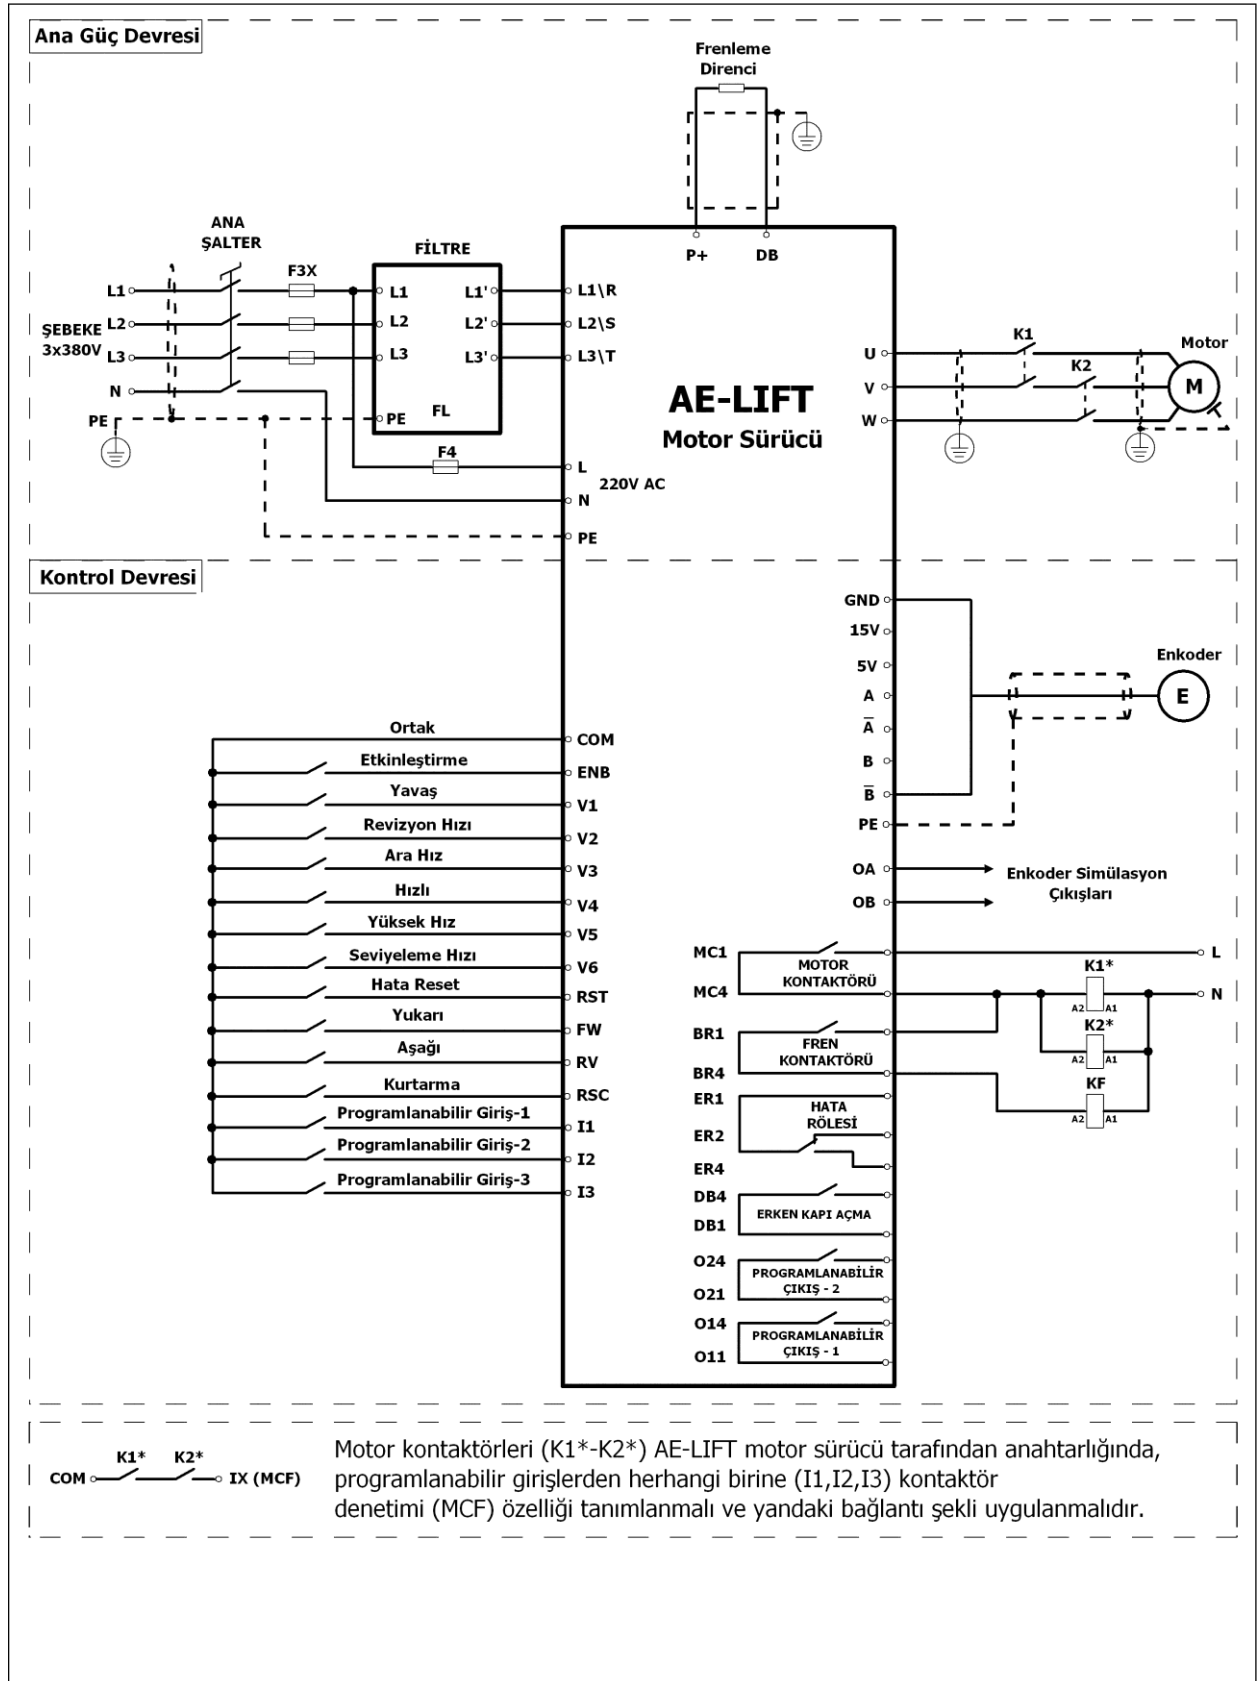 Ana Güç Devresi
Frenleme
Direnci
P+ DB
ANA
ŞALTER
F3X
FİLTRE
L1
L2
L3
N
PE
ŞEBEKE
3x380V
L1 L1'
L2 L2'
L3 L3'
PE FL
F4
L1\R
L2\S
L3\T
L
220V AC
N
PE
AE-LIFT
Motor Sürücü
U
V
W
K1
K2
Motor
M
Kontrol Devresi
GND
15V
5V
A
A̅
B
B̅
PE
Enkoder
E
OA
OB
Enkoder Simülasyon
Çıkışları
Ortak COM
Etkinleştirme ENB
Yavaş V1
Revizyon Hızı V2
Ara Hız V3
Hızlı V4
Yüksek Hız V5
Seviyeleme Hızı V6
Hata Reset RST
Yukarı FW
Aşağı RV
Kurtarma RSC
Programlanabilir Giriş-1 I1
Programlanabilir Giriş-2 I2
Programlanabilir Giriş-3 I3
MC1
MOTOR
KONTAKTÖRÜ
MC4
BR1
FREN
KONTAKTÖRÜ
BR4
ER1
HATA
RÖLESİ
ER2
ER4
DB4
ERKEN KAPI AÇMA
DB1
O24
PROGRAMLANABİLİR
ÇIKIŞ - 2
O21
O14
PROGRAMLANABİLİR
ÇIKIŞ - 1
O11
L
N
K1*
A2 A1
K2*
A2 A1
KF
A2 A1
COM K1* K2* IX (MCF)
Motor kontaktörleri (K1*-K2*) AE-LIFT motor sürücü tarafından anahtarlığında,
programlanabilir girişlerden herhangi birine (I1,I2,I3) kontaktör
denetimi (MCF) özelliği tanımlanmalı ve yandaki bağlantı şekli uygulanmalıdır.